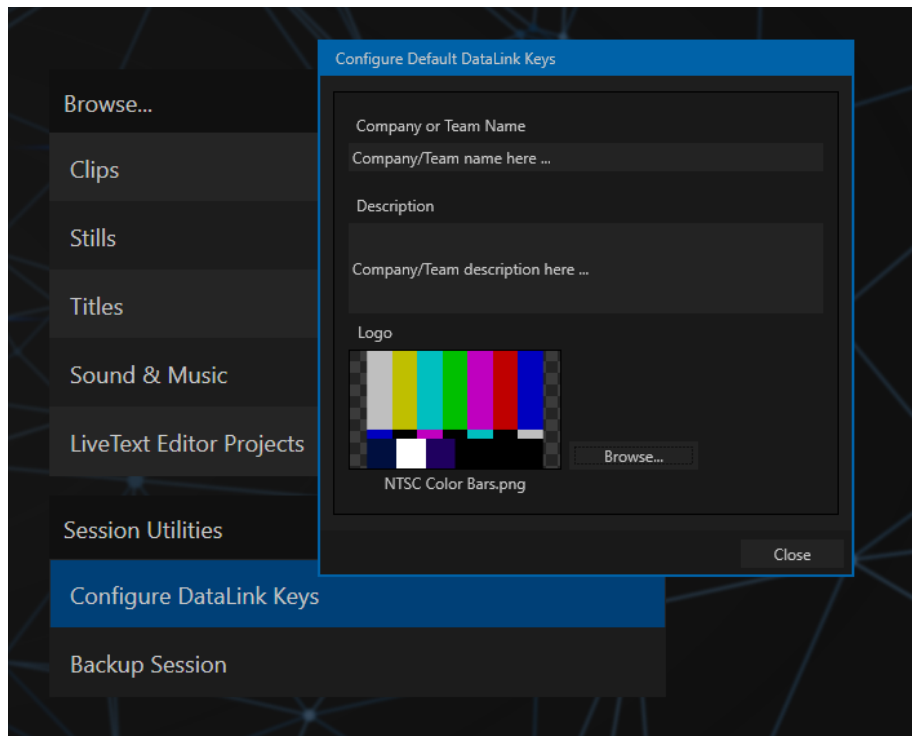 Browse...
Clips
Stills
Titles
Sound & Music
LiveText Editor Projects
Session Utilities
Configure DataLink Keys
Backup Session
Configure Default DataLink Keys
Company or Team Name
Company/Team name here ...
Description
Company/Team description here ...
Logo
Browse...
NTSC Color Bars.png
Close